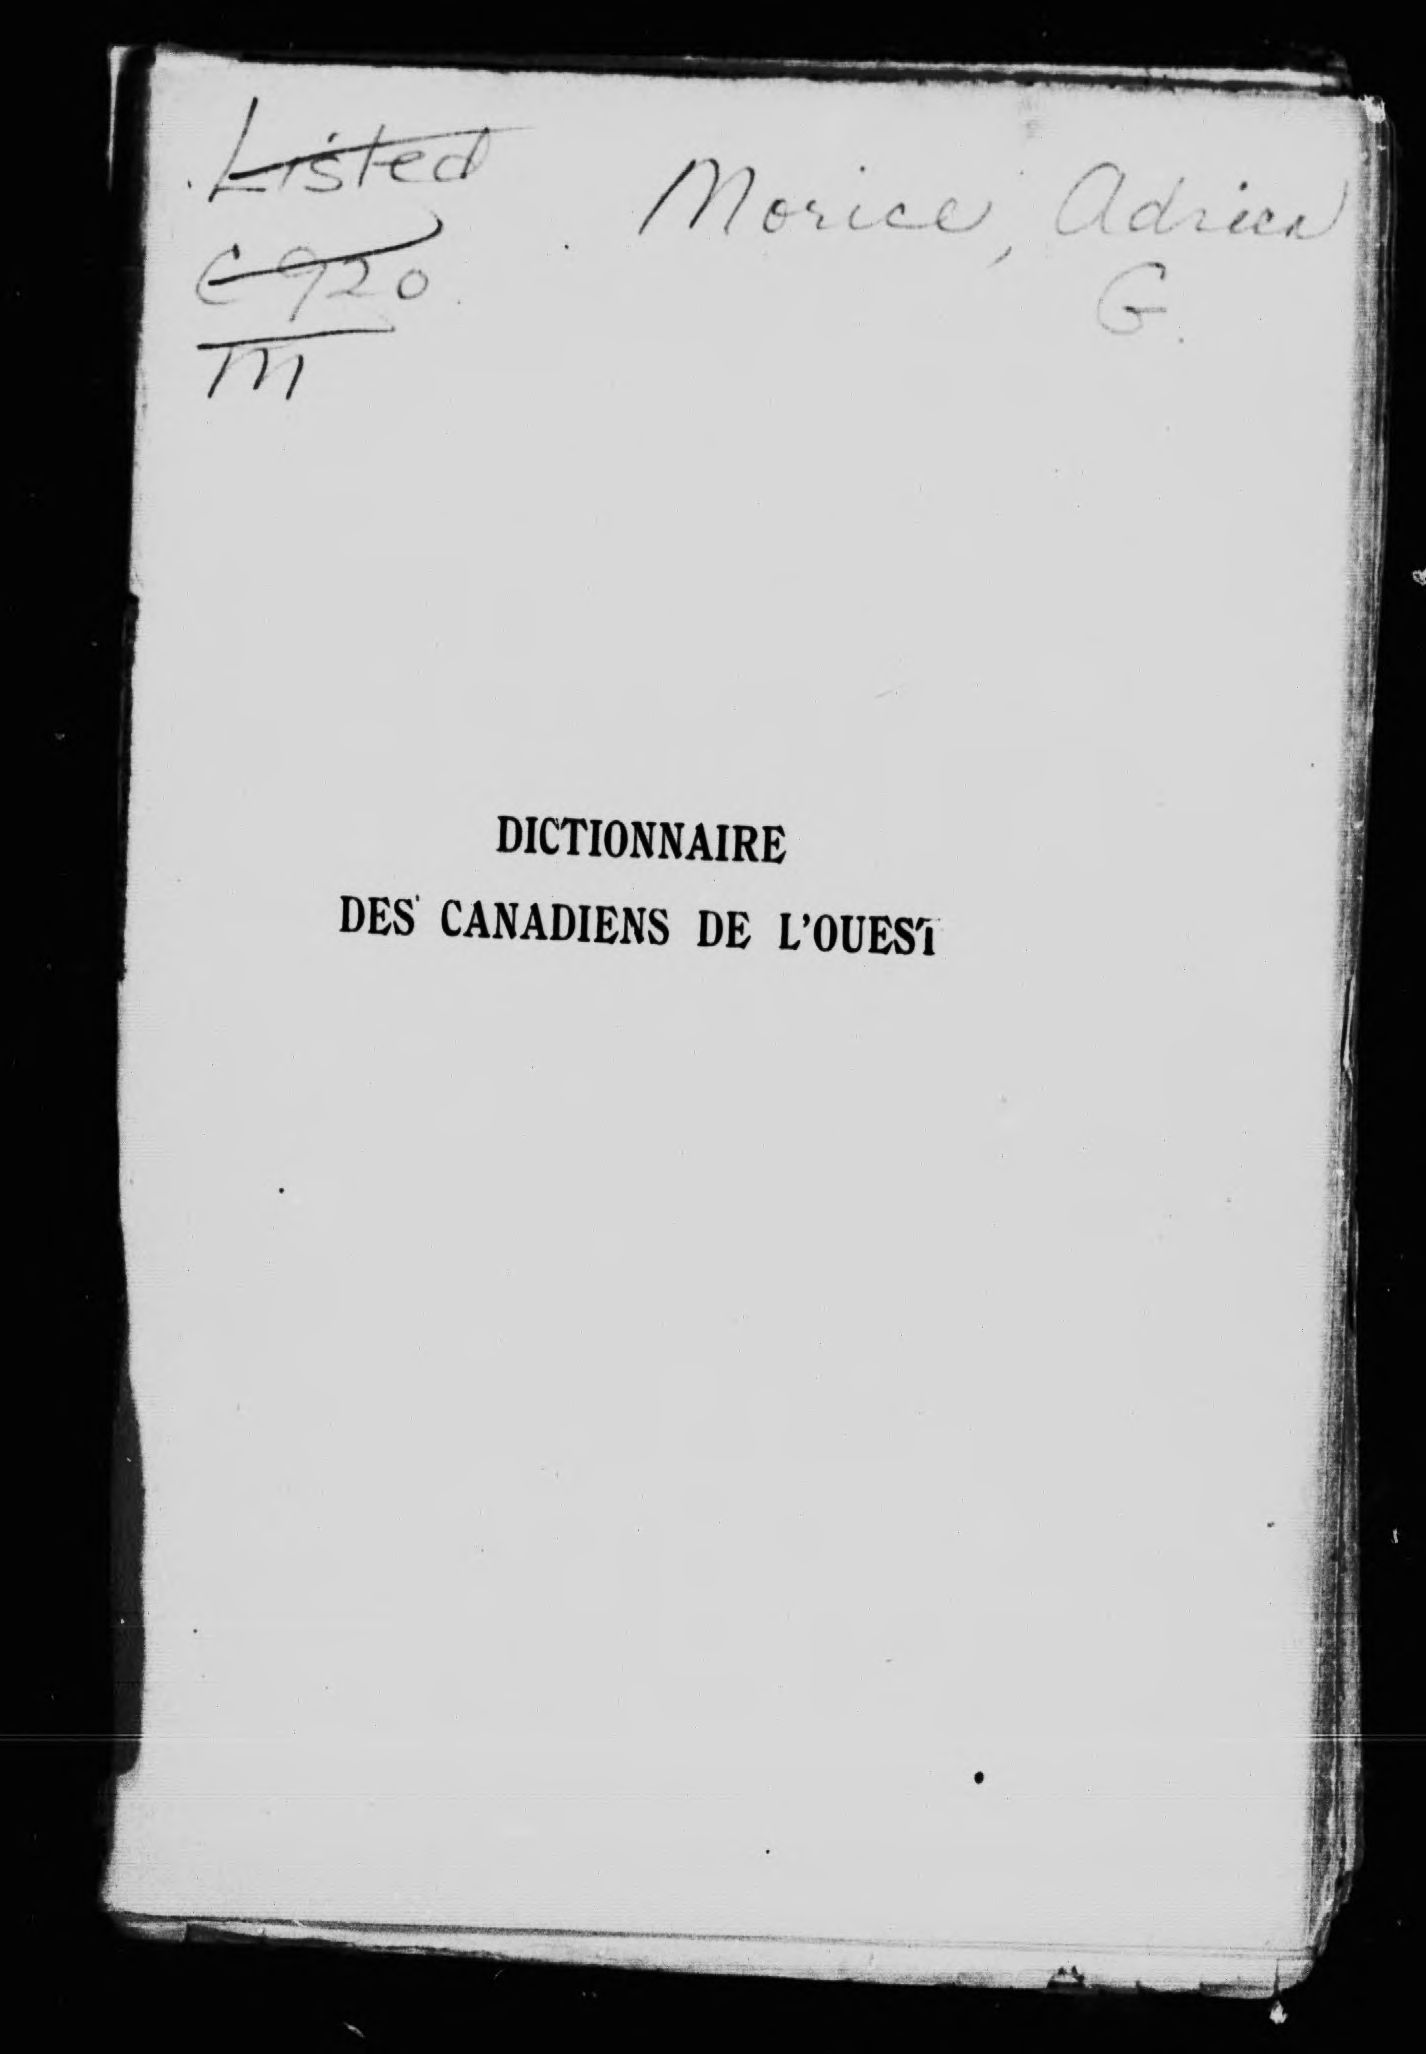 Listed
C 920
M
Morice, Adrien
G.
DICTIONNAIRE
DES CANADIENS DE L'OUEST